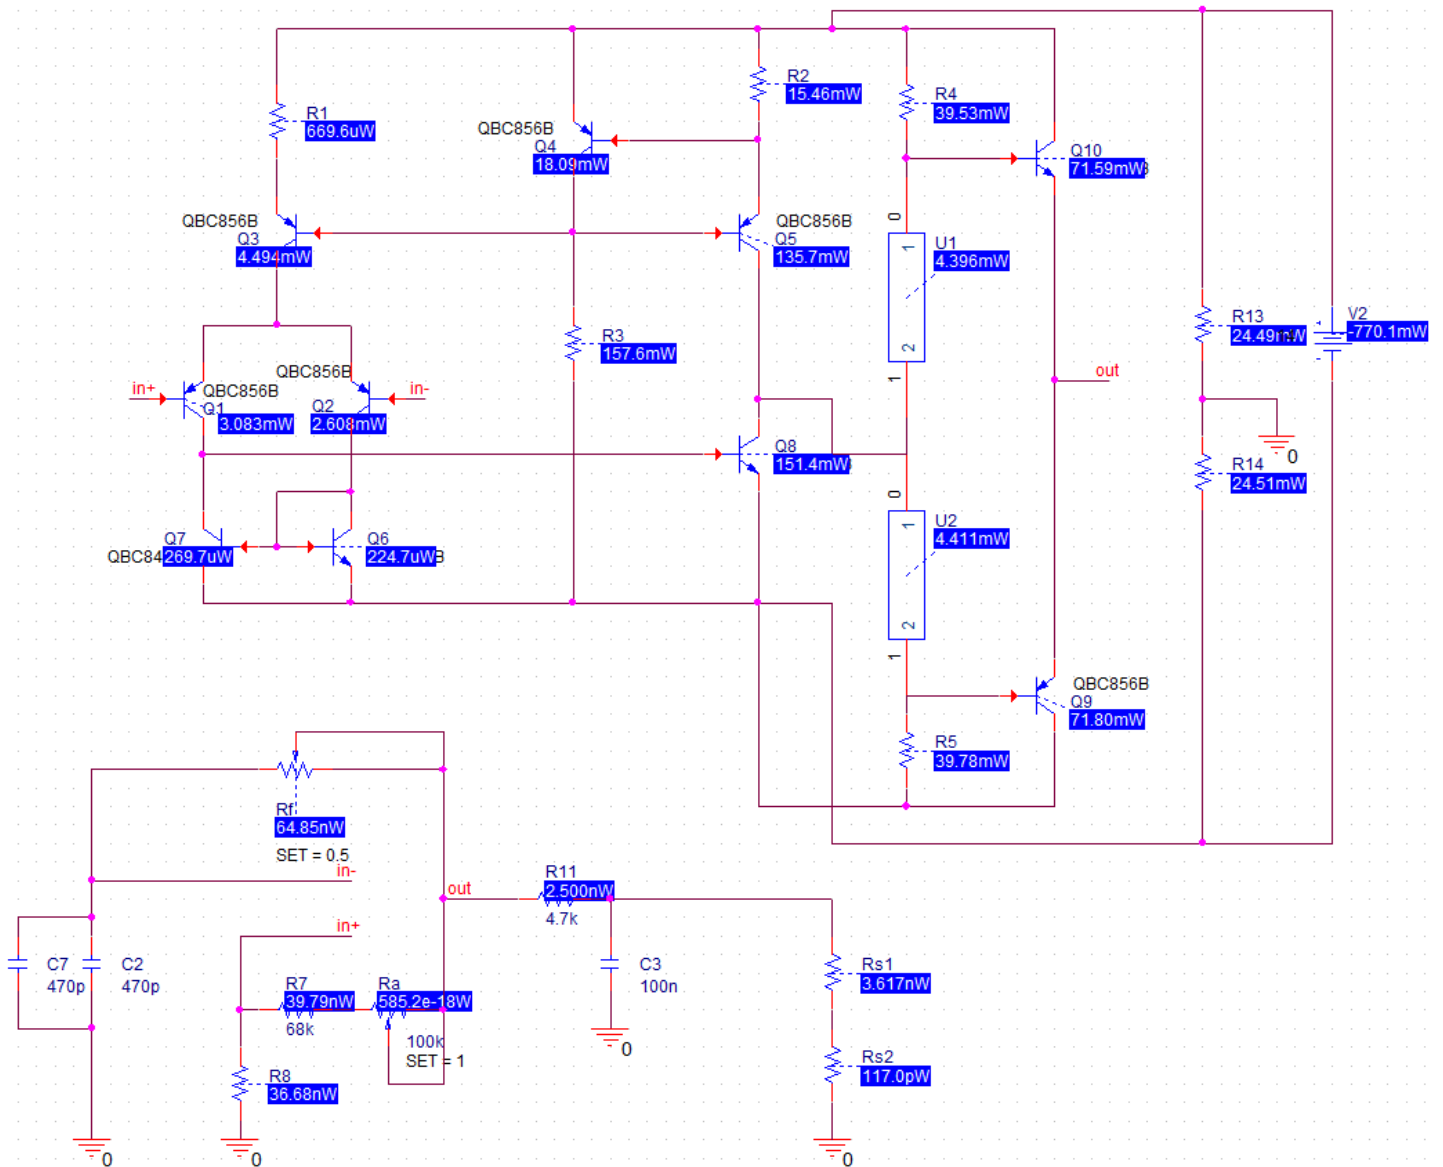 R1
669.6uW
QBC856B
Q4
18.09mW
R2
15.46mW
R4
39.53mW
Q10
71.59mW
QBC856B
Q3
4.494mW
QBC856B
Q5
135.7mW
0
1
U1
4.396mW
2
1
R3
157.6mW
R13
24.49mW
V2
-770.1mW
in+
QBC856B
Q1
3.083mW
QBC856B
Q2
2.608mW
in-
out
Q8
151.4mW
0
R14
24.51mW
0
1
U2
4.411mW
2
1
Q7
QBC84
269.7uW
Q6
224.7uW
B
QBC856B
Q9
71.80mW
R5
39.78mW
Rf
64.85nW
SET = 0.5
in-
out
R11
2.500nW
4.7k
in+
C7
470p
C2
470p
R7
39.79nW
68k
Ra
585.2e-18W
100k
SET = 1
C3
100n
0
Rs1
3.617nW
Rs2
117.0pW
R8
36.68nW
0
0
0